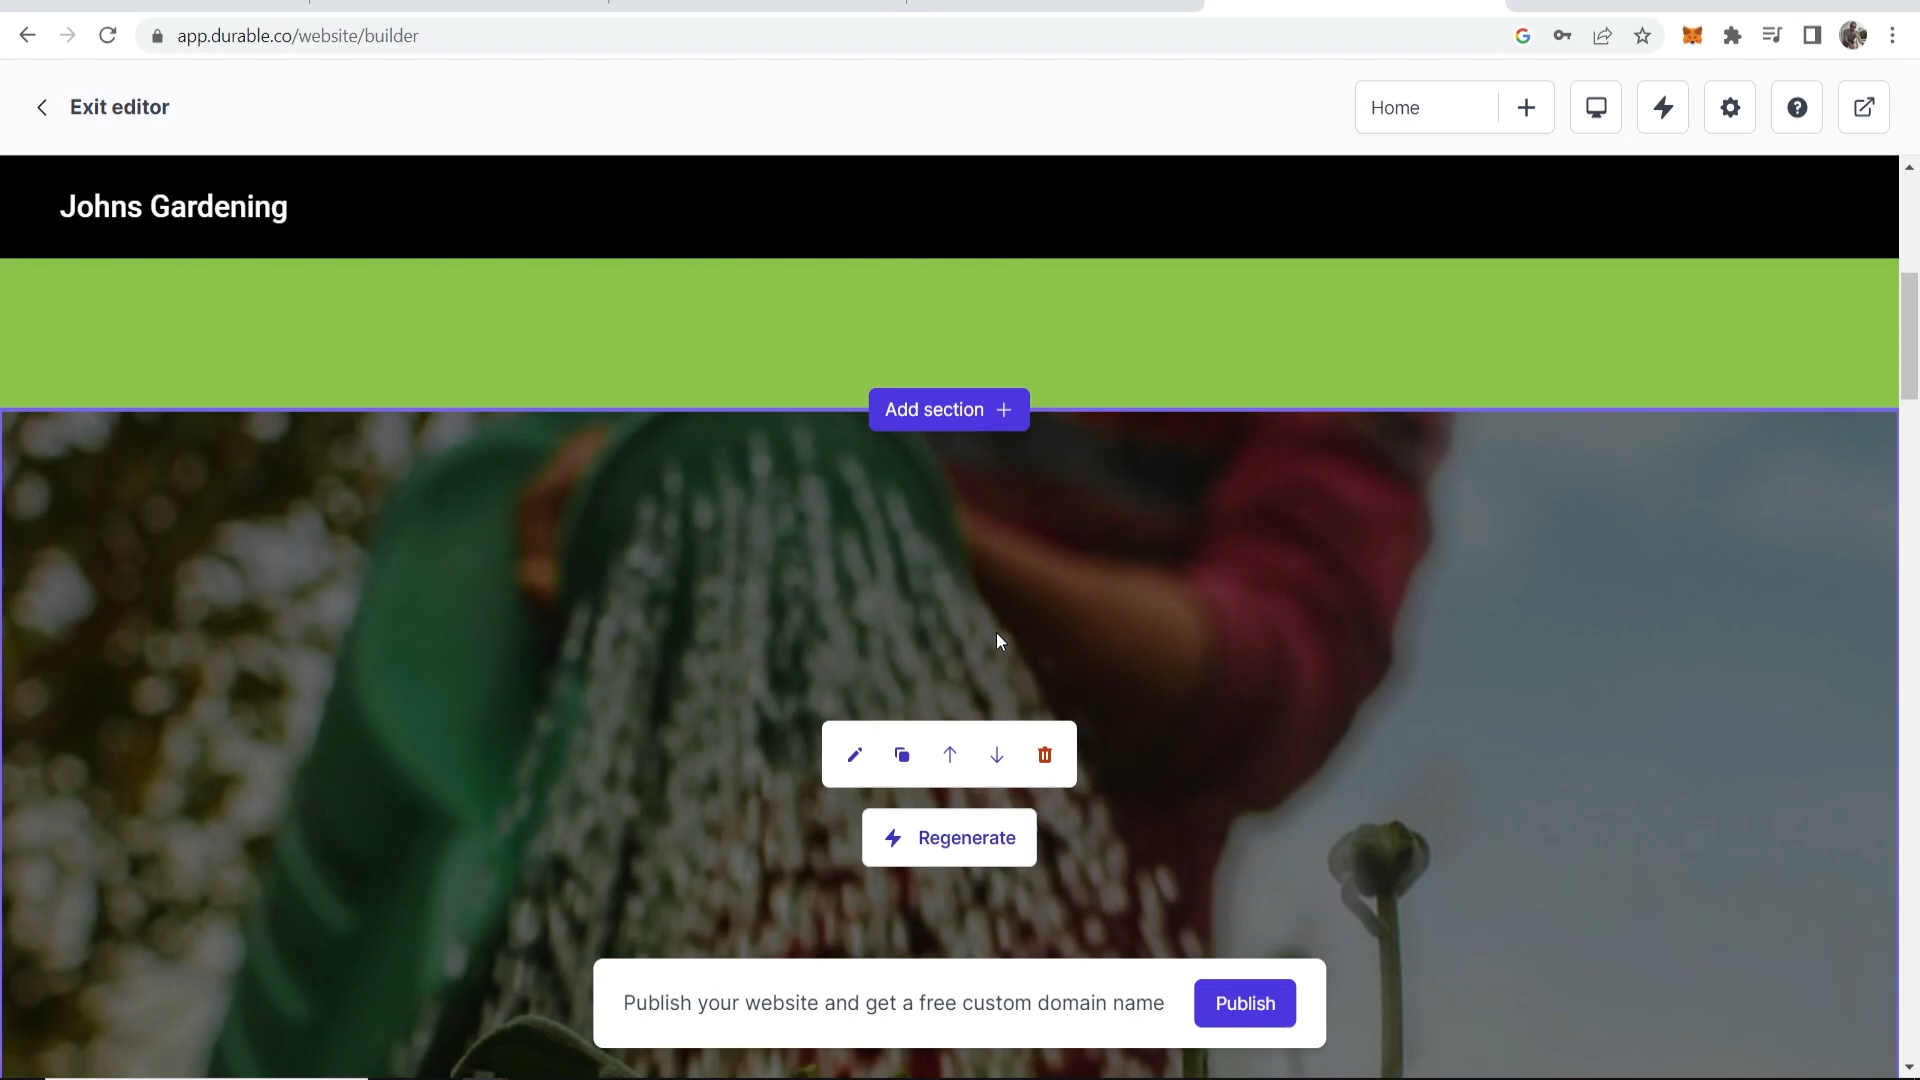 app.durable.co/website/builder
Exit editor
Home
Johns Gardening
Add section
Regenerate
Publish your website and get a free custom domain name
Publish